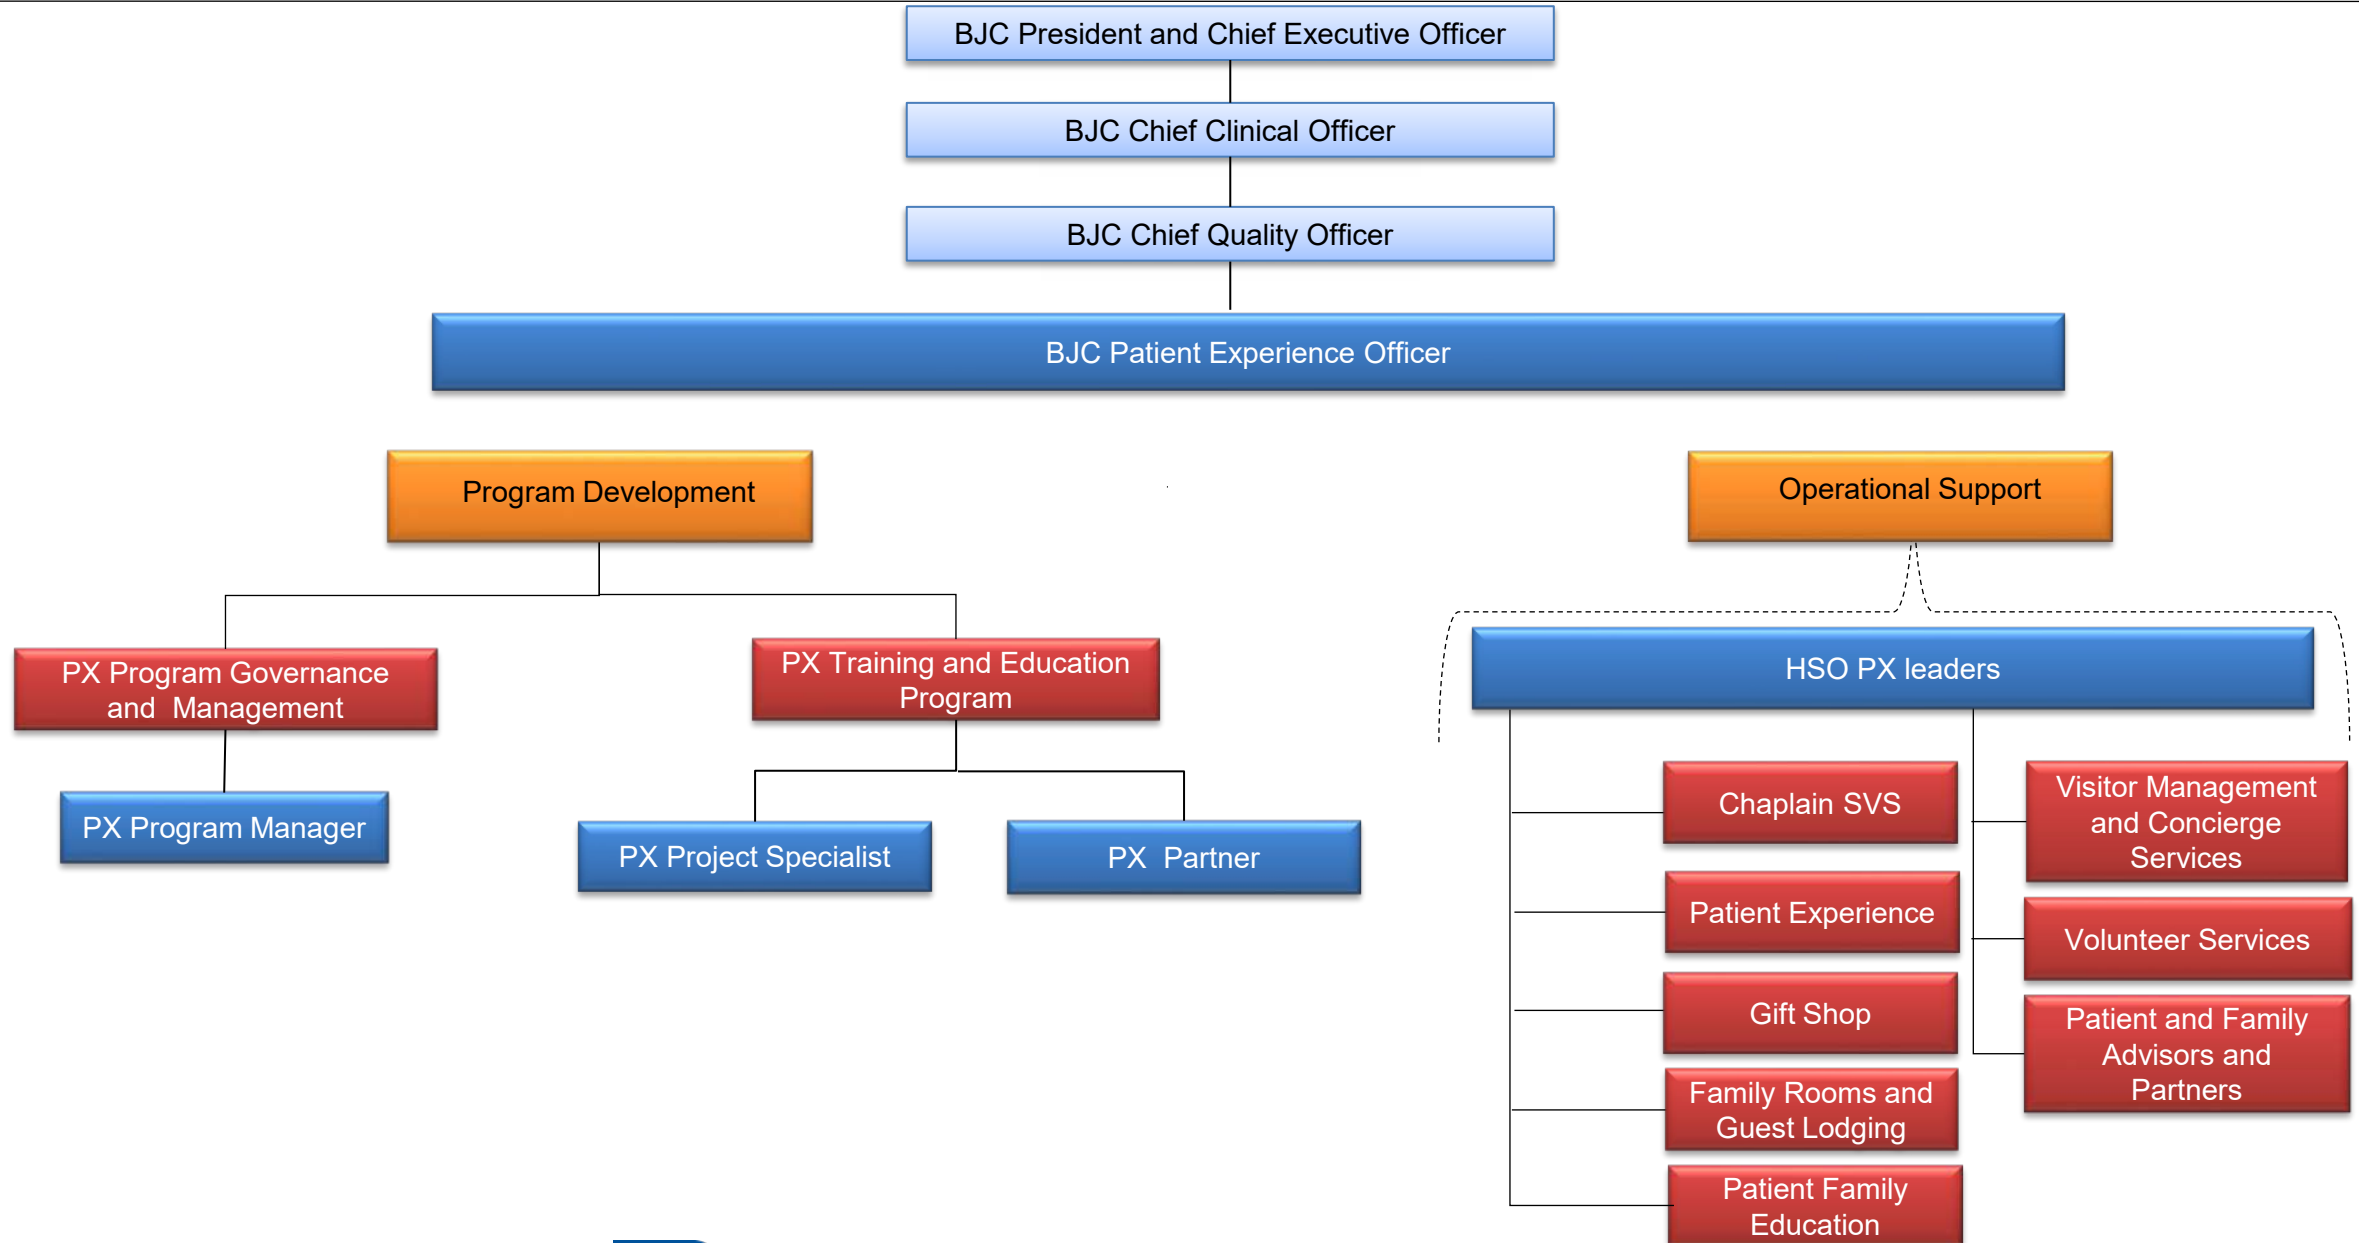 BJC President and Chief Executive Officer
BJC Chief Clinical Officer
BJC Chief Quality Officer
BJC Patient Experience Officer
Program Development
Operational Support
PX Program Governance
and Management
PX Training and Education
Program
HSO PX leaders
PX Program Manager
PX Project Specialist
PX Partner
Chaplain SVS
Patient Experience
Gift Shop
Family Rooms and
Guest Lodging
Patient Family
Education
Visitor Management
and Concierge
Services
Volunteer Services
Patient and Family
Advisors and
Partners